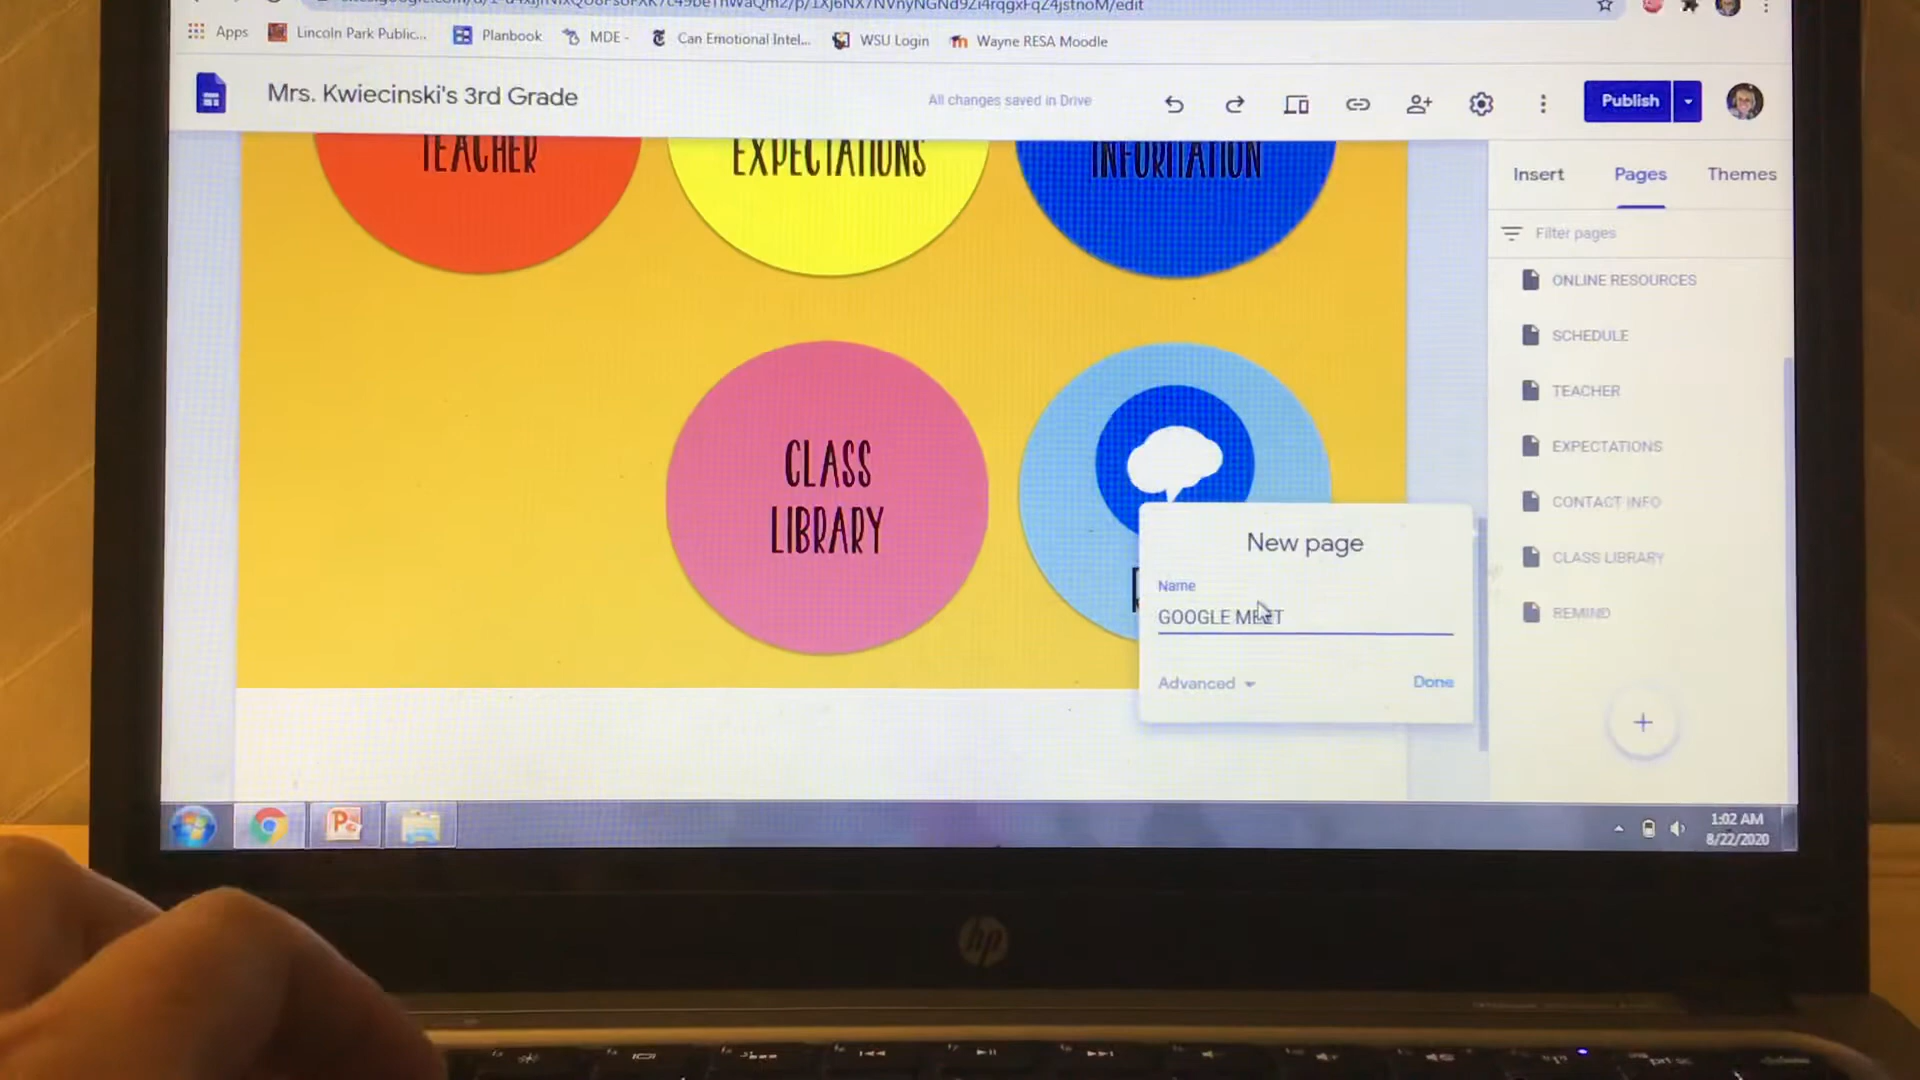 Apps
Lincoln Park Public...
Planbook
MDE -
Can Emotional Intel...
WSU Login
Wayne RESA Moodle
Mrs. Kwiecinski's 3rd Grade
All changes saved in Drive
Publish
TEACHER
EXPECTATIONS
INFORMATION
Insert
Pages
Themes
Filter pages
ONLINE RESOURCES
SCHEDULE
TEACHER
EXPECTATIONS
CONTACT INFO
CLASS LIBRARY
REMIND
CLASS
LIBRARY
New page
Name
GOOGLE MEET
Advanced
Done
1:02 AM
8/22/2020
hp